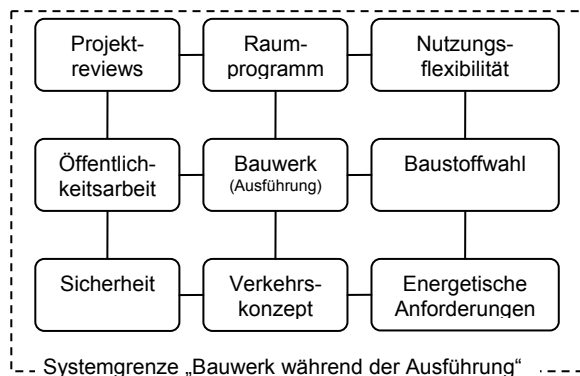 Projekt-
reviews
Raum-
programm
Nutzungs-
flexibilität
Öffentlich-
keitsarbeit
Bauwerk
(Ausführung)
Baustoffwahl
Sicherheit
Verkehrs-
konzept
Energetische
Anforderungen
Systemgrenze „Bauwerk während der Ausführung“